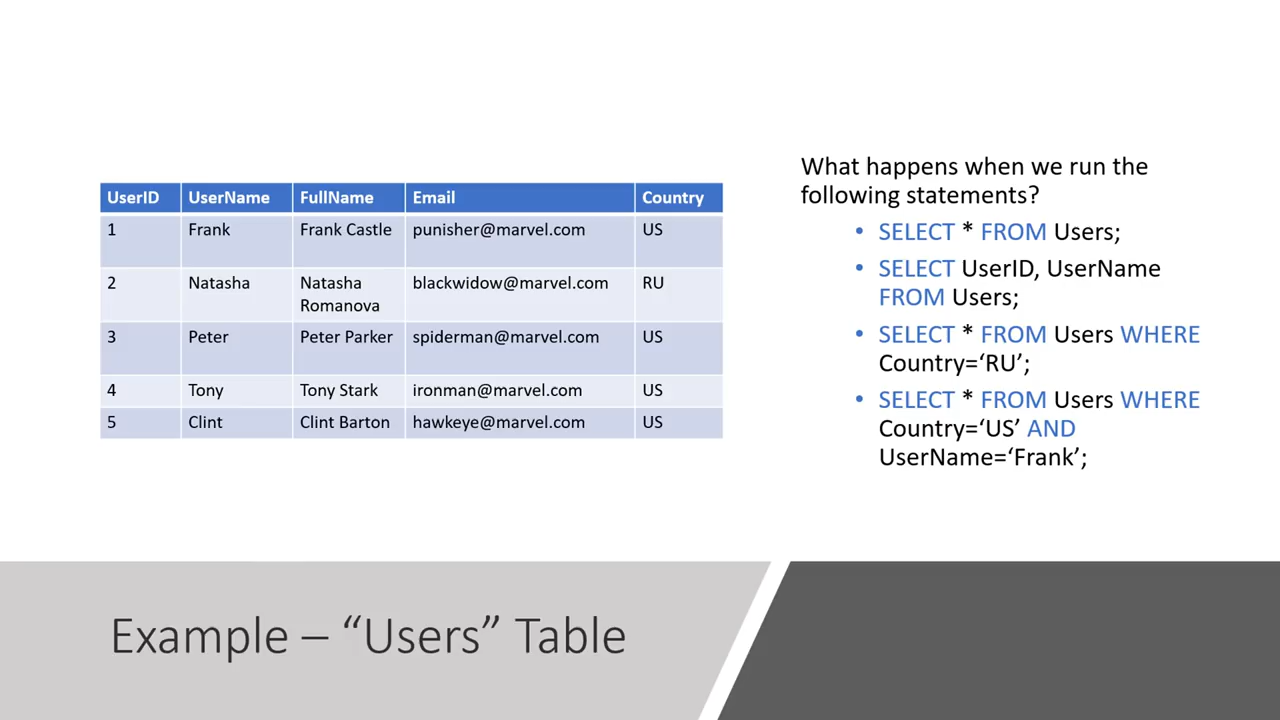 UserID UserName FullName Email Country
1 Frank Frank Castle punisher@marvel.com US
2 Natasha Natasha Romanova blackwidow@marvel.com RU
3 Peter Peter Parker spiderman@marvel.com US
4 Tony Tony Stark ironman@marvel.com US
5 Clint Clint Barton hawkeye@marvel.com US
What happens when we run the
following statements?
• SELECT * FROM Users;
• SELECT UserID, UserName
FROM Users;
• SELECT * FROM Users WHERE
Country=‘RU’;
• SELECT * FROM Users WHERE
Country=‘US’ AND
UserName=‘Frank’;
Example – “Users” Table